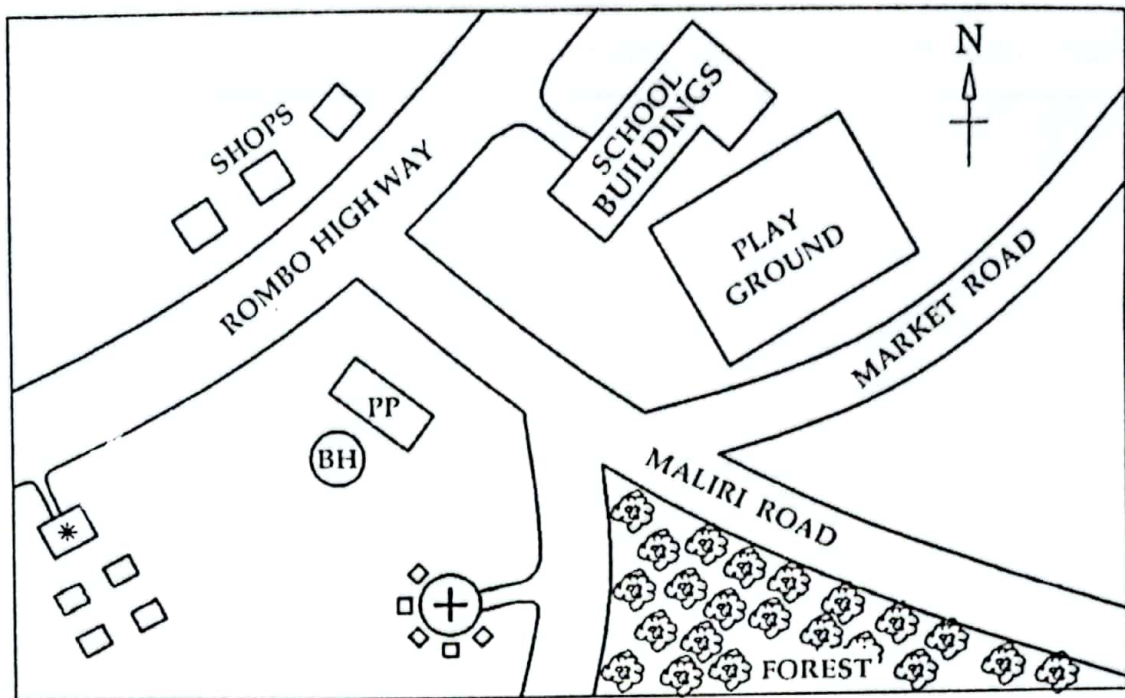 N
SHOPS
SCHOOL
BUILDINGS
ROMBO HIGHWAY
PLAY
GROUND
MARKET ROAD
PP
BH
MALIRI ROAD
FOREST